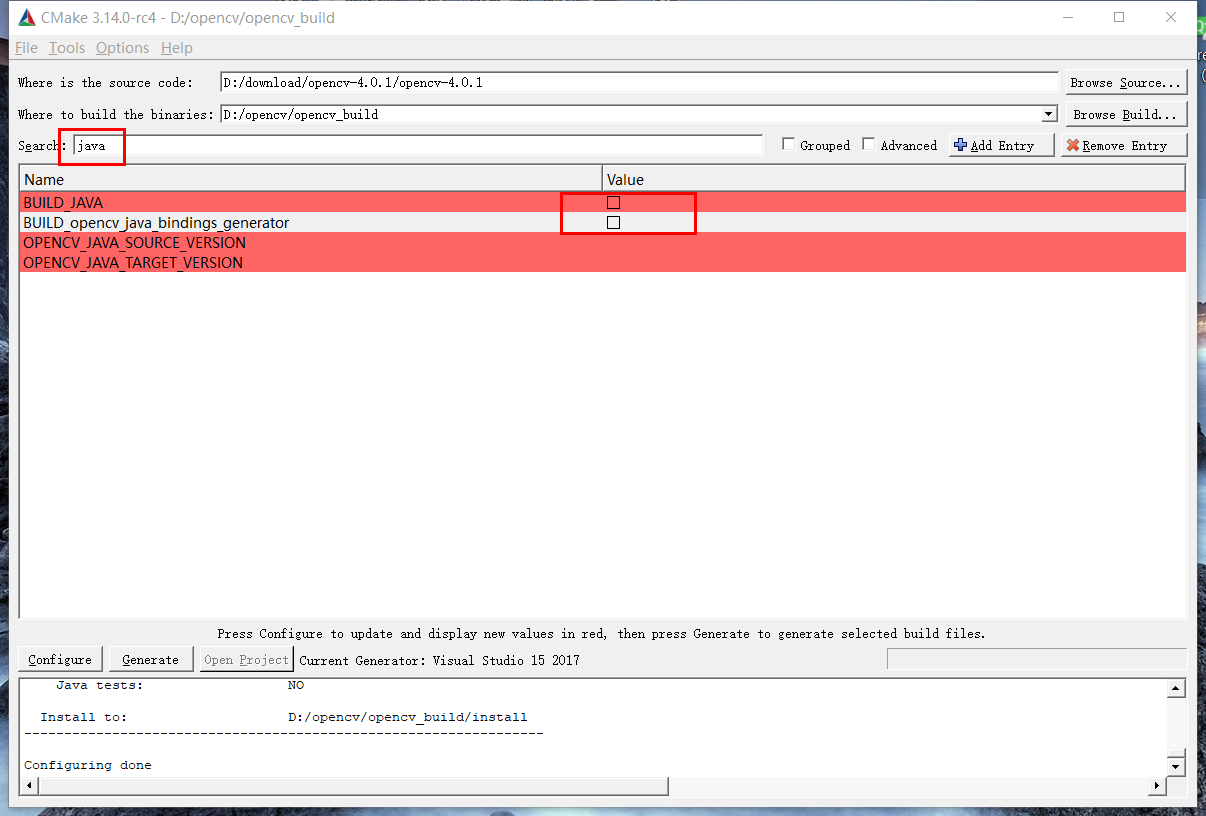 CMake 3.14.0-rc4 - D:/opencv/opencv_build
File Tools Options Help
Where is the source code: D:/download/opencv-4.0.1/opencv-4.0.1 Browse Source...
Where to build the binaries: D:/opencv/opencv_build Browse Build...
Search: java Grouped Advanced Add Entry Remove Entry
Name Value
BUILD_JAVA
BUILD_opencv_java_bindings_generator
OPENCV_JAVA_SOURCE_VERSION
OPENCV_JAVA_TARGET_VERSION
Press Configure to update and display new values in red, then press Generate to generate selected build files.
Configure Generate Open Project Current Generator: Visual Studio 15 2017
Java tests: NO
Install to: D:/opencv/opencv_build/install
-----------------------------------------------------------------
Configuring done